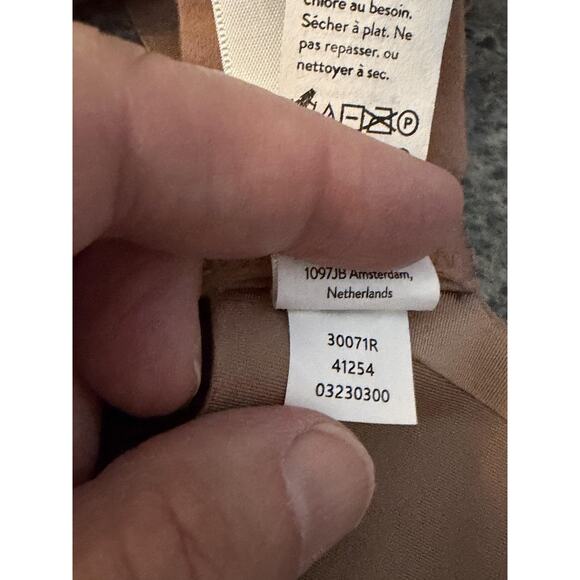 chlore au besoin.
Sécher à plat. Ne
pas repasser. ou
nettoyer à sec.
P
1097JB Amsterdam,
Netherlands
30071R
41254
03230300